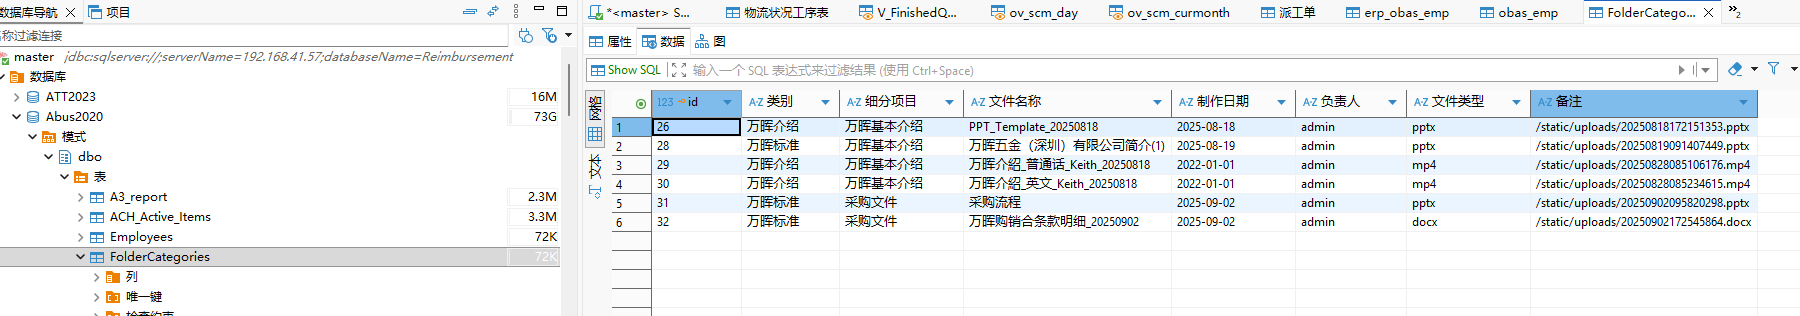 数据库导航
项目
名称过滤连接
master jdbc:sqlserver://;serverName=192.168.41.57;databaseName=Reimbursement
数据库
ATT2023 16M
Abus2020 73G
模式
dbo
表
A3_report 2.3M
ACH_Active_Items 3.3M
Employees 72K
FolderCategories 72K
列
唯一键
检查约束
*<master> S...
物流状况工序表
V_FinishedQ...
ov_scm_day
ov_scm_curmonth
派工单
erp_obas_emp
obas_emp
FolderCatego...
»2
属性 数据 图
Show SQL 输入一个 SQL 表达式来过滤结果 (使用 Ctrl+Space)
网格
文本
123 id A-Z 类别 A-Z 细分项目 A-Z 文件名称 A-Z 制作日期 A-Z 负责人 A-Z 文件类型 A-Z 备注
1 26 万晖介绍 万晖基本介绍 PPT_Template_20250818 2025-08-18 admin pptx /static/uploads/20250818172151353.pptx
2 28 万晖标准 万晖基本介绍 万晖五金（深圳）有限公司简介(1) 2025-08-19 admin pptx /static/uploads/20250819091407449.pptx
3 29 万晖介绍 万晖基本介绍 万晖介紹_普通话_Keith_20250818 2022-01-01 admin mp4 /static/uploads/20250828085106176.mp4
4 30 万晖介绍 万晖基本介绍 万晖介紹_英文_Keith_20250818 2022-01-01 admin mp4 /static/uploads/20250828085234615.mp4
5 31 万晖标准 采购文件 采购流程 2025-09-02 admin pptx /static/uploads/20250902095820298.pptx
6 32 万晖标准 采购文件 万晖购销合条款明细_20250902 2025-09-02 admin docx /static/uploads/20250902172545864.docx